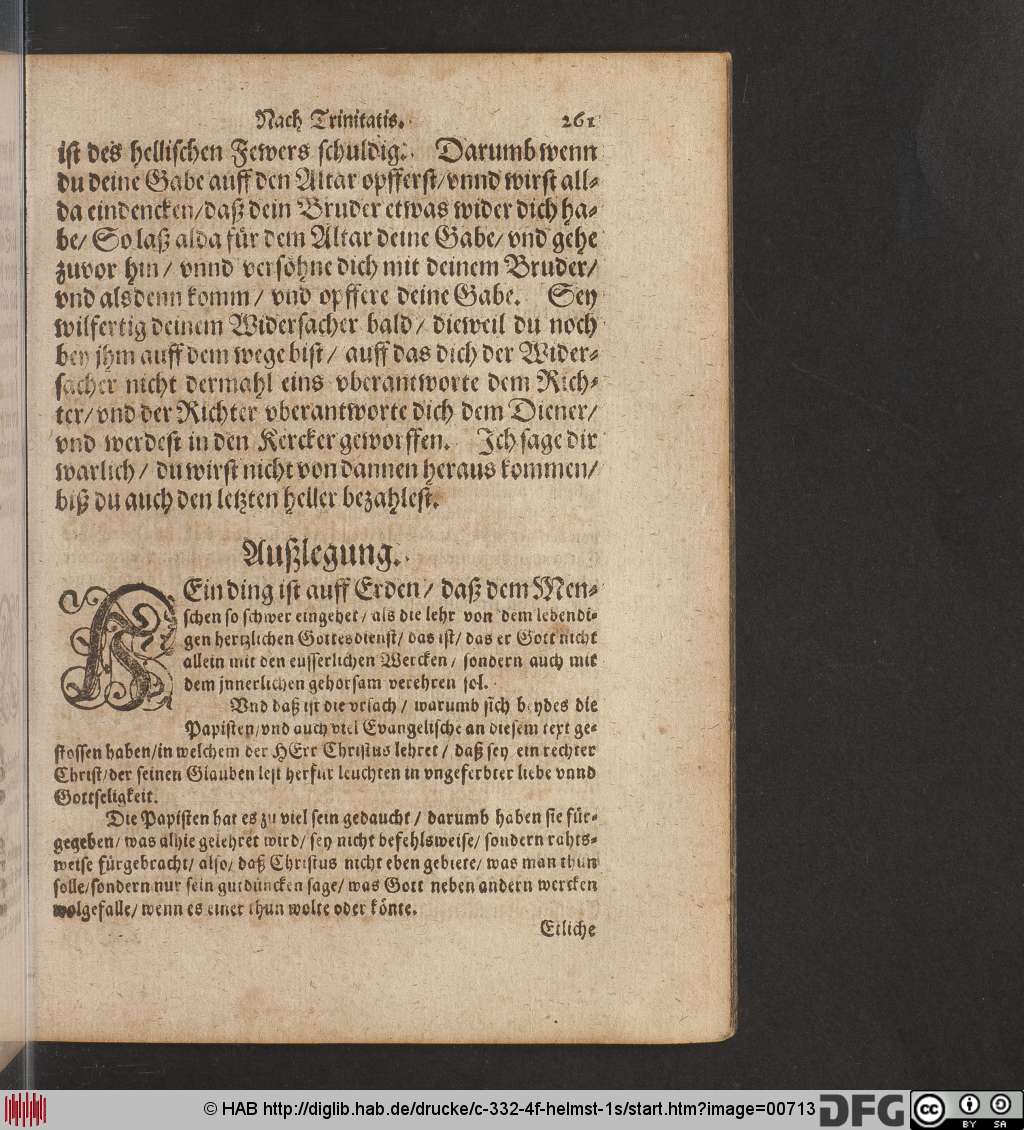 Nach Trinitatis. 261
ist des hellischen Fewers schuldig. Darumb wenn
du deine Gabe auff den Altar opfferst/vnnd wirst all-
da eindencken/daß dein Bruder etwas wider dich ha-
be/ So laß alda für dem Altar deine Gabe/ vnd gehe
zuvor hin/ vnnd versöhne dich mit deinem Bruder/
vnd alsdenn komm/ vnd opffere deine Gabe. Sey
wilfertig deinem Widersacher bald/ dieweil du noch
bey jhm auff dem wege bist/ auff das dich der Wider-
sacher nicht dermahl eins vberantworte dem Rich-
ter/ vnd der Richter vberantworte dich dem Diener/
vnd werdest in den Kercker geworffen. Ich sage dir
warlich/ du wirst nicht von dannen heraus kommen/
biß du auch den letzten heller bezahlest.
Außlegung.
KEin ding ist auff Erden/ daß dem Men-
schen so schwer eingehet/ als die lehr von dem lebendi-
gen hertzlichen Gottesdienst/ das ist/ das er Gott nicht
allein mit den eusserlichen Wercken/ sondern auch mit
dem jnnerlichen gehorsam verehren sol.
Vnd daß ist die vrsach/ warumb sich beydes die
Papisten/vnd auch viel Evangelische an diesem text ge-
stossen haben/in welchem der HErr Christus lehret/ daß sey ein rechter
Christ/der seinen Glauben lest herfür leuchten in vngeferbter liebe vnnd
Gottseligkeit.
Die Papisten hat es zu viel sein gedaucht/ darumb haben sie für-
gegeben/ was alhie gelehret wird/ sey nicht befehlsweise/ sondern rahts-
weise fürgebracht/ also/ daß Christus nicht eben gebiete/ was man thun
solle/sondern nur sein gutdüncken sage/ was Gott neben andern wercken
wolgefalle/ wenn es einer thun wolte oder könte.
Etliche
© HAB http://diglib.hab.de/drucke/c-332-4f-helmst-1s/start.htm?image=00713 DFG cc BY SA